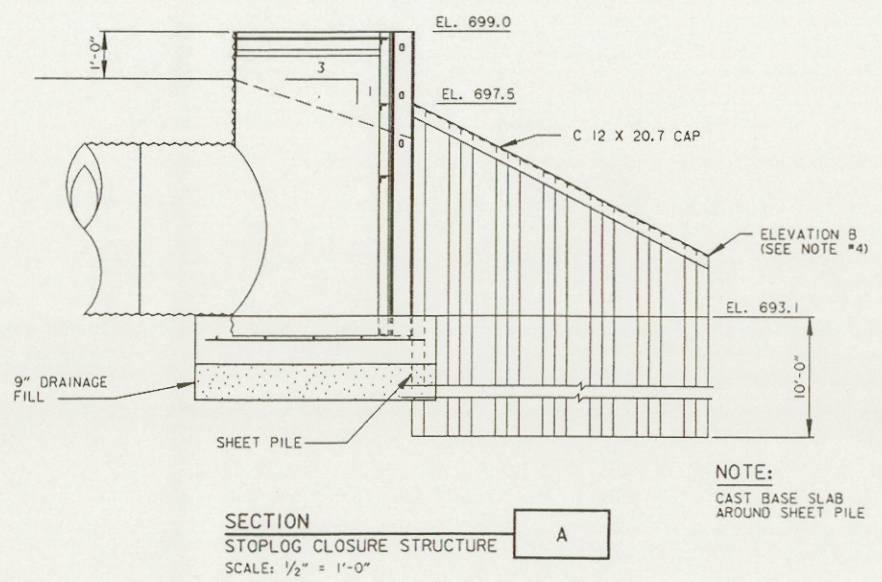 EL. 699.0
1'-0"
3
1
EL. 697.5
C 12 X 20.7 CAP
ELEVATION B
(SEE NOTE #4)
EL. 693.1
9" DRAINAGE
FILL
10'-0"
SHEET PILE
NOTE:
CAST BASE SLAB
AROUND SHEET PILE
SECTION
A
STOPLOG CLOSURE STRUCTURE
SCALE: 1/2" = 1'-0"